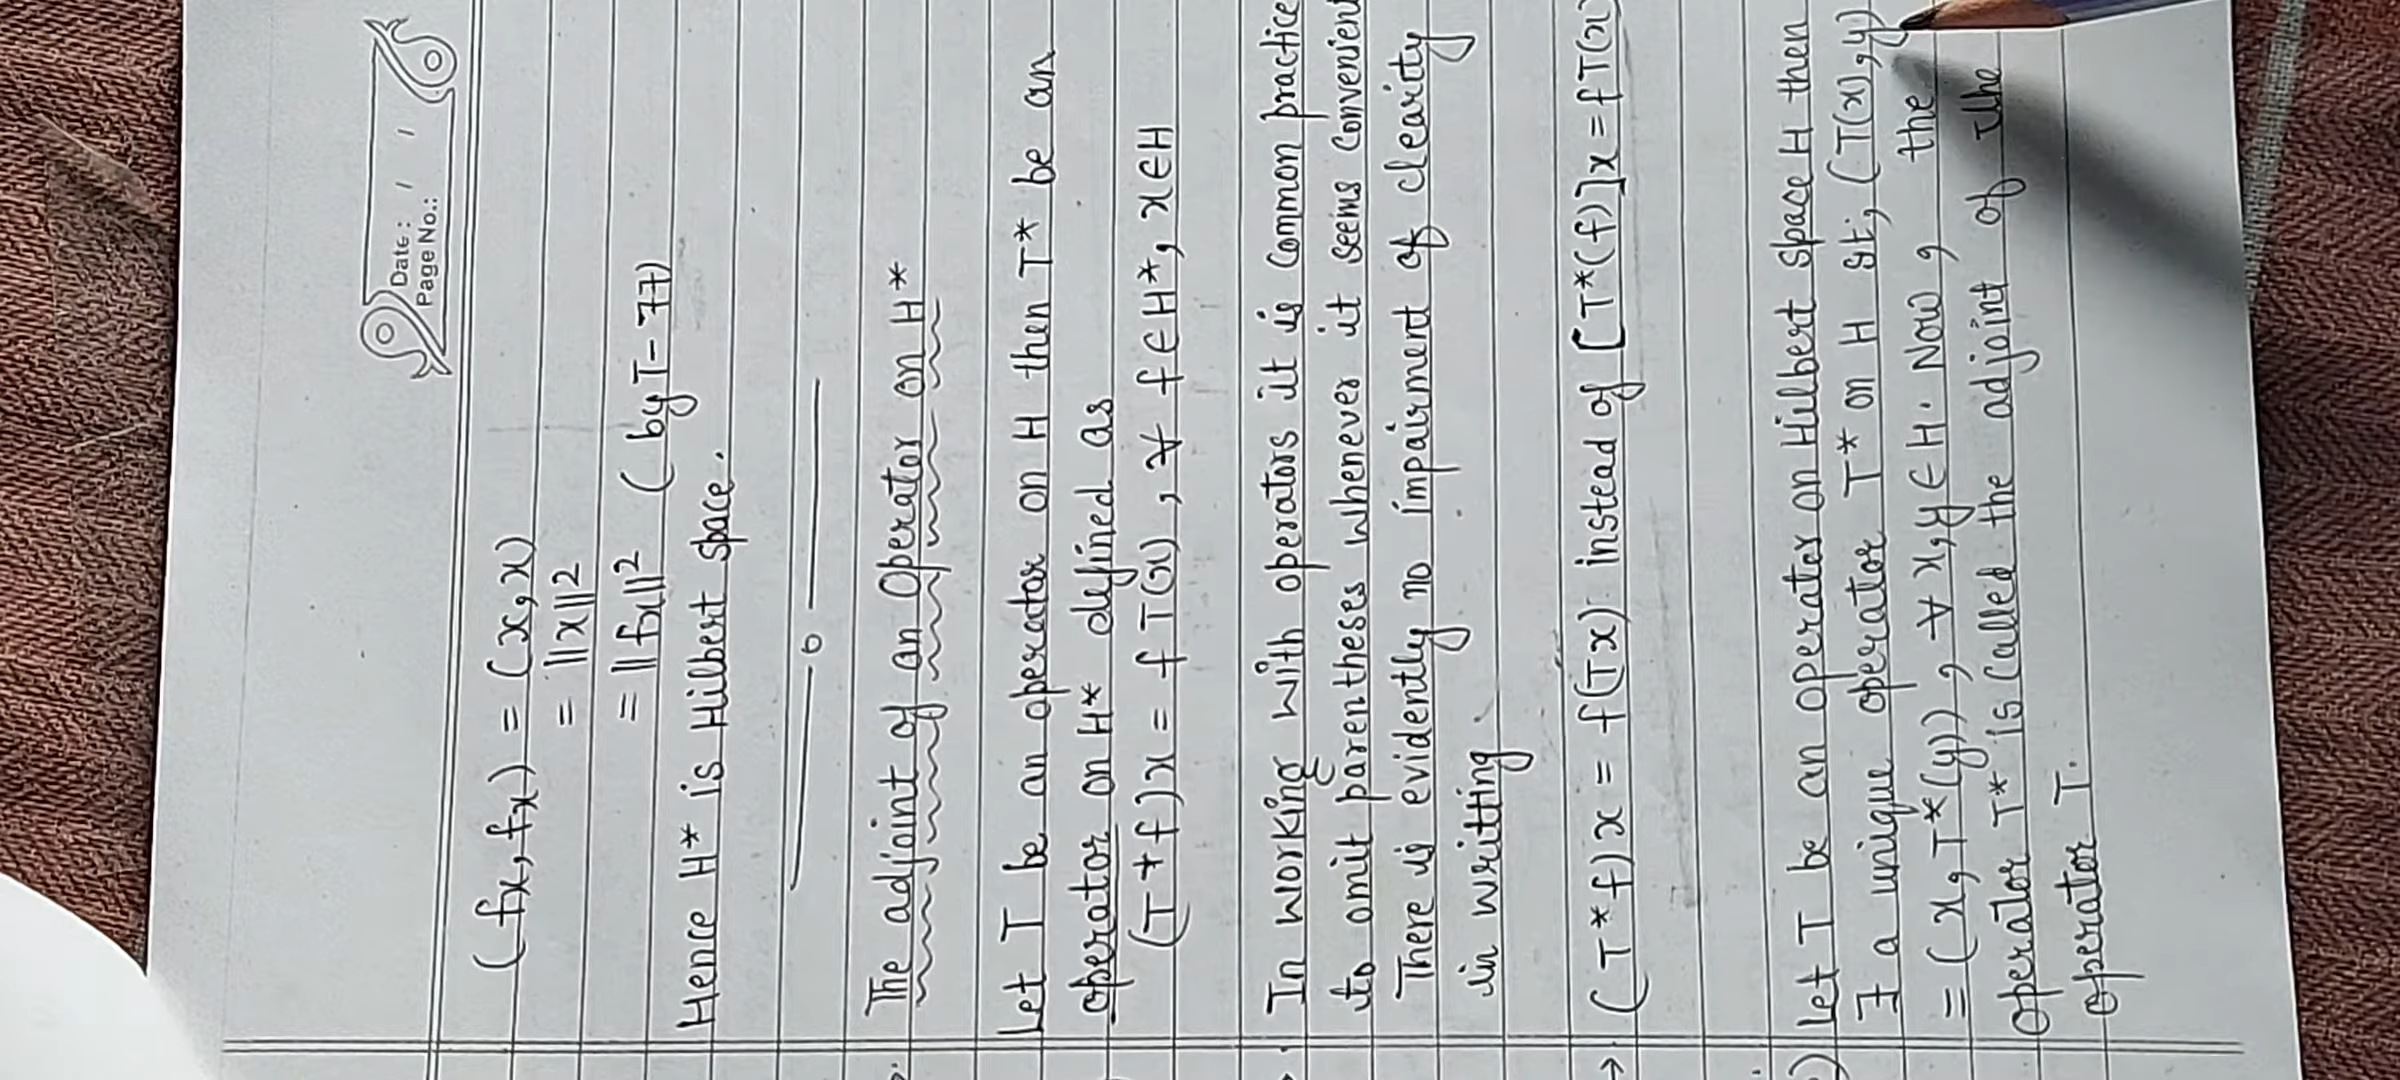 Date : / /
Page No.:
(fx, fx) = (x, x)
= ||x||2
= ||fx||² ( by T-77)
Hence H* is Hilbert space.
The adjoint of an Operator on H*
Let T be an operator on H then T* be an
operator on H* defined as
(T*f)x = f T(x) , ∀ f ∈ H*, x ∈ H
In working with operators it is common practice
to omit parentheses whenever it seems convenient
There is evidently no impairment of clearity
in writting
→ (T*f)x = f(Tx) instead of [T*(f)]x = f T(x)
) Let T be an operator on Hilbert space H then
∃ a unique operator T* on H st, (T(x), y)
= (x, T*(y)) , ∀ x, y ∈ H. Now , the
Operator T* is called the adjoint of the
Operator T.